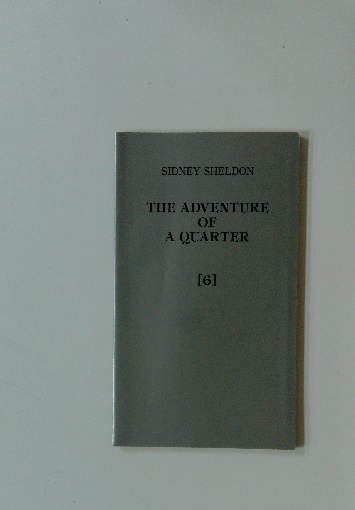 SIDNEY SHELDON
THE ADVENTURE
OF
A QUARTER
[6]